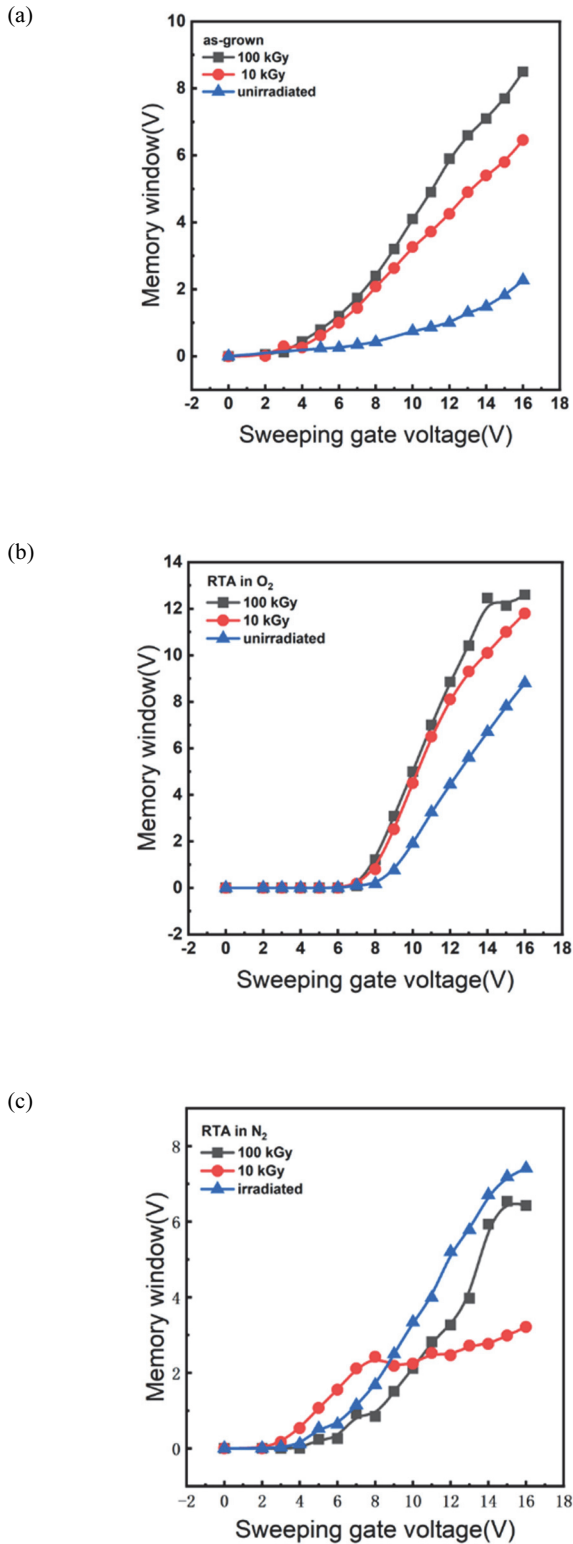 (a)
10
8
6
4
2
0
-2
Memory window(V)
as-grown
100 kGy
10 kGy
unirradiated
-2 0 2 4 6 8 10 12 14 16 18
Sweeping gate voltage(V)
(b)
14
12
10
8
6
4
2
0
-2
Memory window(V)
RTA in O₂
100 kGy
10 kGy
unirradiated
-2 0 2 4 6 8 10 12 14 16 18
Sweeping gate voltage(V)
(c)
8
6
4
2
0
Memory window(V)
RTA in N₂
100 kGy
10 kGy
irradiated
-2 0 2 4 6 8 10 12 14 16 18
Sweeping gate voltage(V)